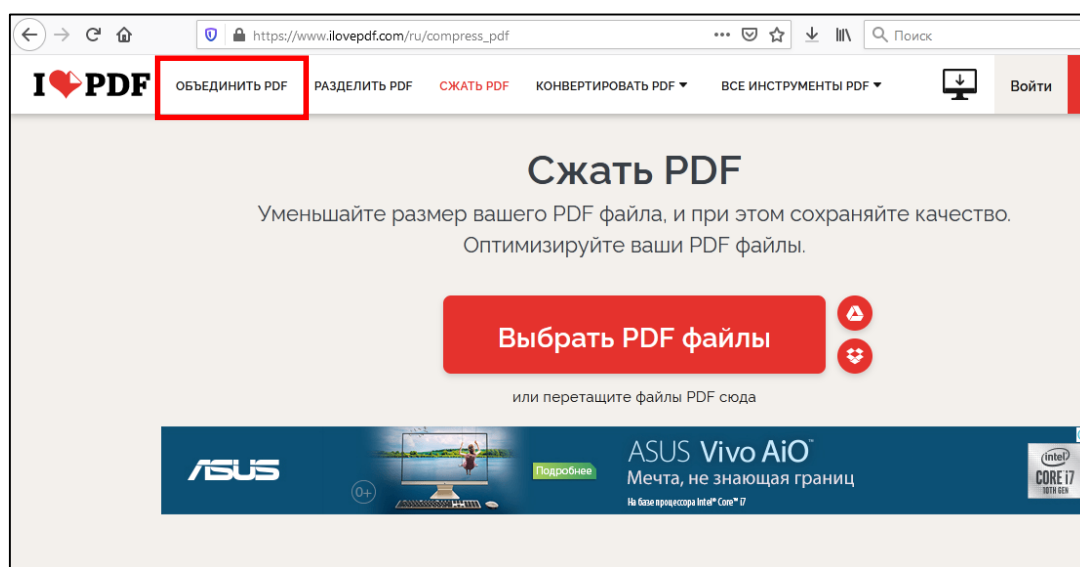 https://www.ilovepdf.com/ru/compress_pdf
Поиск
I PDF
ОБЪЕДИНИТЬ PDF
РАЗДЕЛИТЬ PDF
СЖАТЬ PDF
КОНВЕРТИРОВАТЬ PDF
ВСЕ ИНСТРУМЕНТЫ PDF
Войти
Сжать PDF
Уменьшайте размер вашего PDF файла, и при этом сохраняйте качество.
Оптимизируйте ваши PDF файлы.
Выбрать PDF файлы
или перетащите файлы PDF сюда
ASUS
0+
Подробнее
ASUS Vivo AiO™
Мечта, не знающая границ
На базе процессора Intel® Core™ i7
intel
CORE i7
10TH GEN